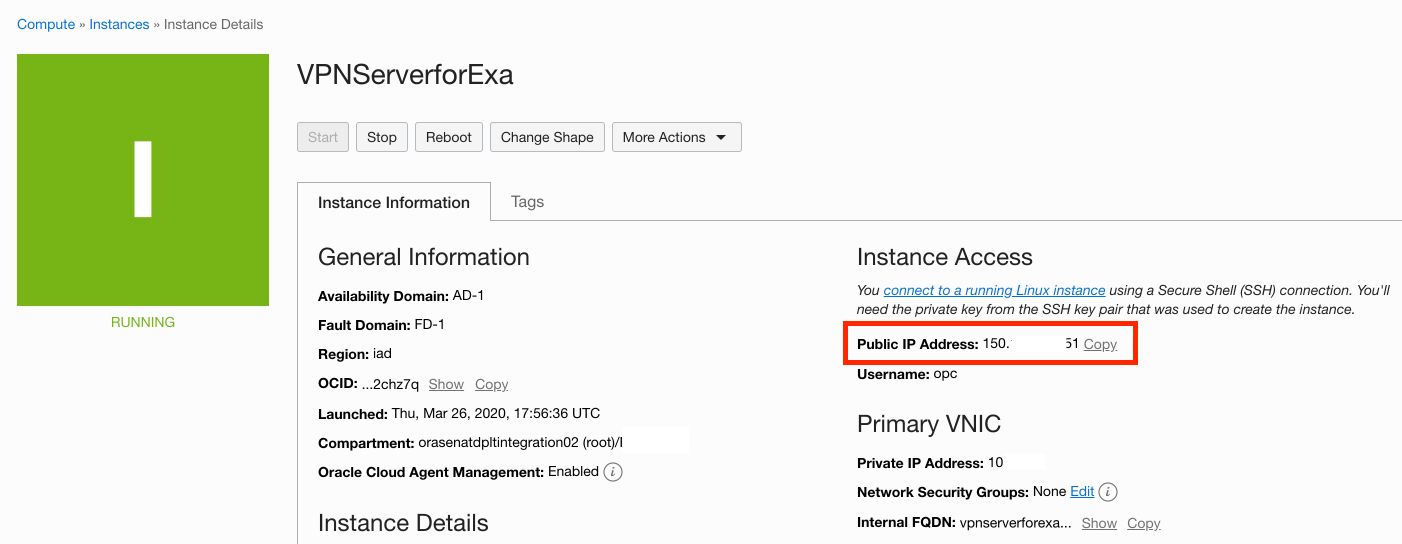 Compute » Instances » Instance Details
I
RUNNING
VPNServerforExa
Start Stop Reboot Change Shape More Actions
Instance Information Tags
General Information
Availability Domain: AD-1
Fault Domain: FD-1
Region: iad
OCID: ...2chz7q Show Copy
Launched: Thu, Mar 26, 2020, 17:56:36 UTC
Compartment: orasenatdpltintegration02 (root)/
Oracle Cloud Agent Management: Enabled i
Instance Details
Instance Access
You connect to a running Linux instance using a Secure Shell (SSH) connection. You'll
need the private key from the SSH key pair that was used to create the instance.
Public IP Address: 150. 51 Copy
Username: opc
Primary VNIC
Private IP Address: 10
Network Security Groups: None Edit i
Internal FQDN: vpnserverforexa... Show Copy